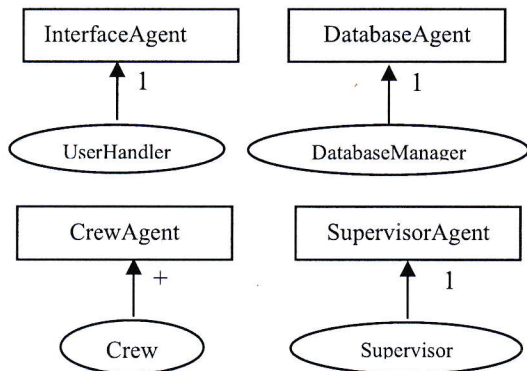 InterfaceAgent
DatabaseAgent
1
1
UserHandler
DatabaseManager
CrewAgent
SupervisorAgent
+
1
Crew
Supervisor